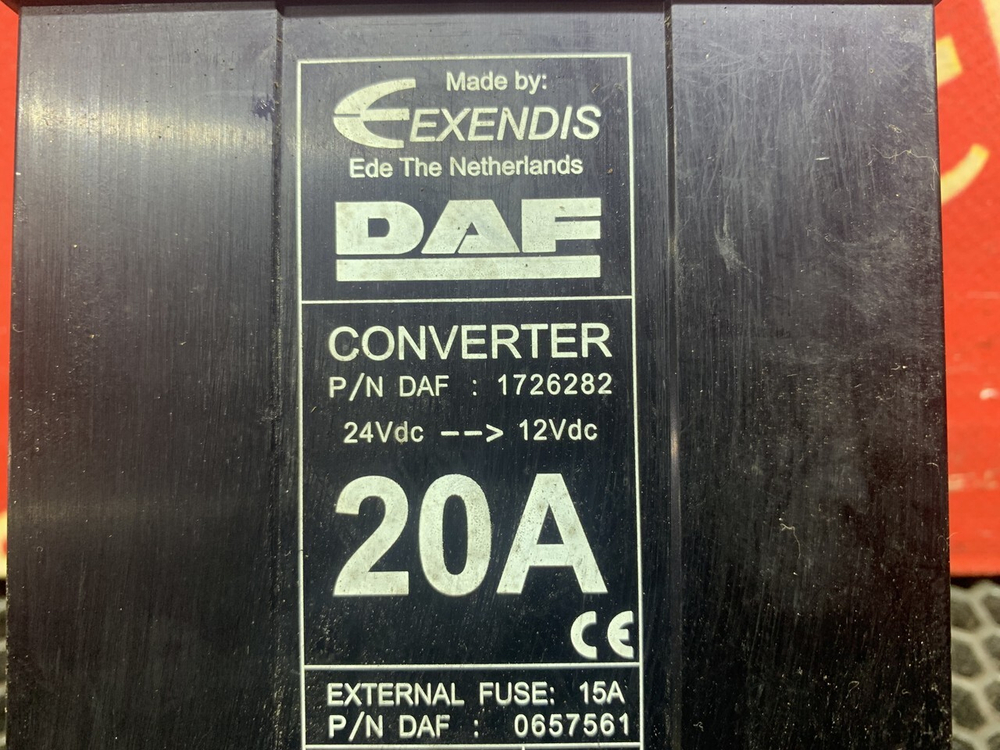 Made by:
EXENDIS
Ede The Netherlands
DAF
CONVERTER
P/N DAF : 1726282
24Vdc --> 12Vdc
20A
CE
EXTERNAL FUSE: 15A
P/N DAF : 0657561